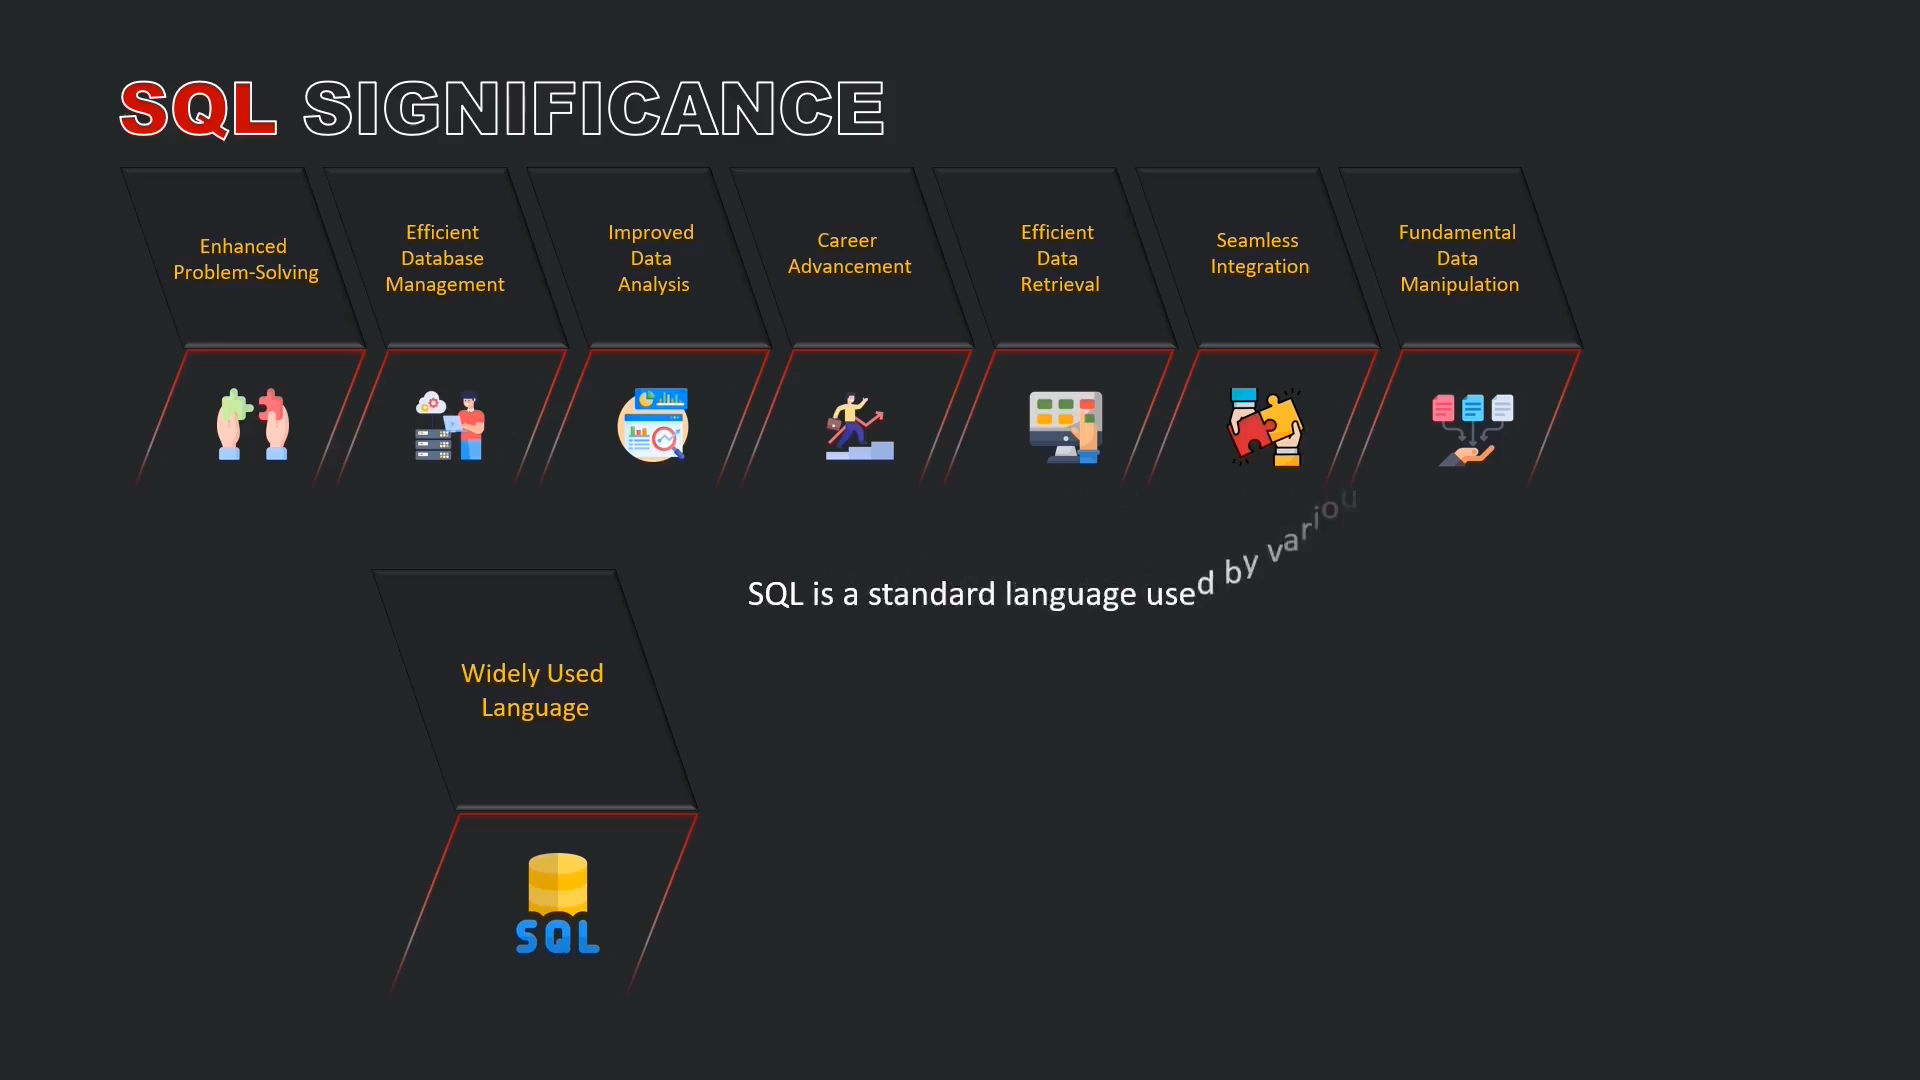 SQL SIGNIFICANCE
Enhanced
Problem-Solving
Efficient
Database
Management
Improved
Data
Analysis
Career
Advancement
Efficient
Data
Retrieval
Seamless
Integration
Fundamental
Data
Manipulation
SQL is a standard language used by variou
Widely Used
Language
SQL